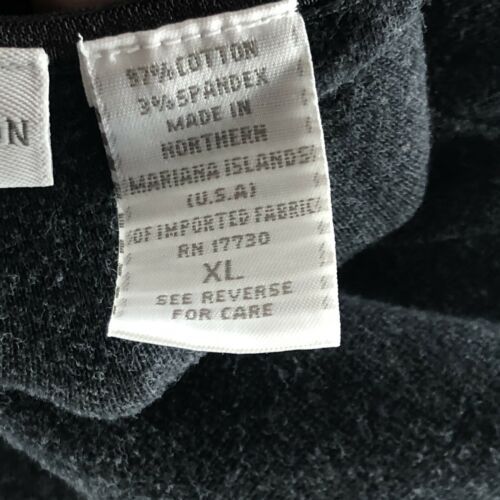 ON
97% COTTON
3% SPANDEX
MADE IN
NORTHERN
MARIANA ISLANDS
(U.S.A)
OF IMPORTED FABRIC
RN 17730
XL
SEE REVERSE
FOR CARE